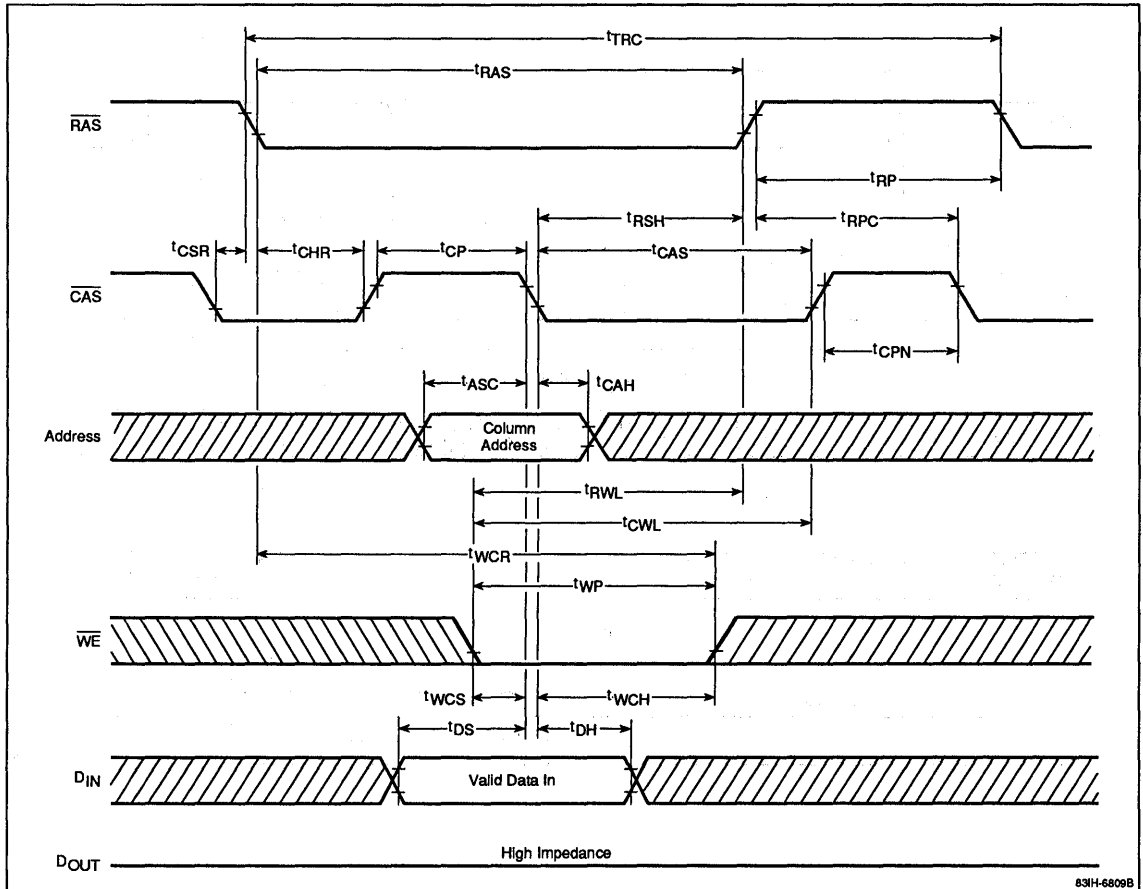 tTRC
tRAS
RAS
tRP
tRSH
tRPC
tCSR
tCHR
tCP
tCAS
CAS
tCPN
tASC
tCAH
Address
Column
Address
tRWL
tCWL
tWCR
tWP
WE
tWCS
tWCH
tDS
tDH
DIN
Valid Data In
High Impedance
DOUT
83IH-6809B